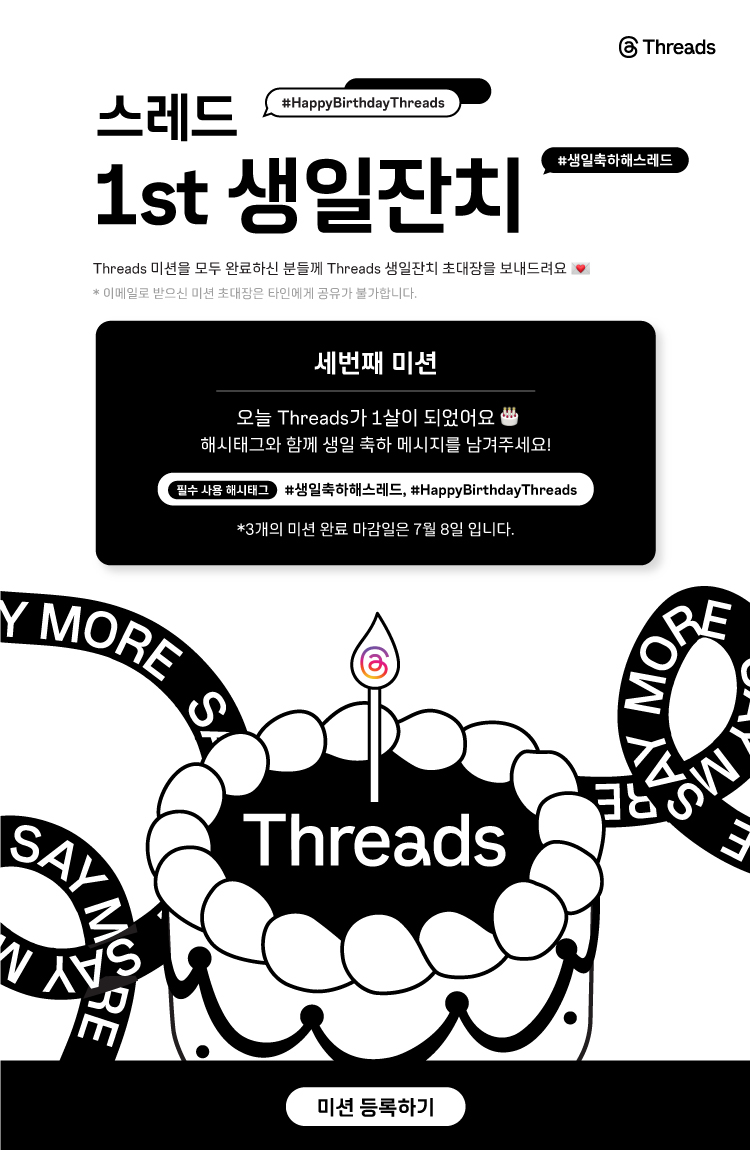 Threads
스레드
#HappyBirthdayThreads
1st 생일잔치
#생일축하해스레드
Threads 미션을 모두 완료하신 분들께 Threads 생일잔치 초대장을 보내드려요 💌
* 이메일로 받으신 미션 초대장은 타인에게 공유가 불가합니다.
세번째 미션
오늘 Threads가 1살이 되었어요 🎂
해시태그와 함께 생일 축하 메시지를 남겨주세요!
필수 사용 해시태그 #생일축하해스레드, #HappyBirthdayThreads
*3개의 미션 완료 마감일은 7월 8일 입니다.
Y MORE SA
SAY MORE
SAY M
RE
E
Threads
SAY M
SAY M
RE
미션 등록하기